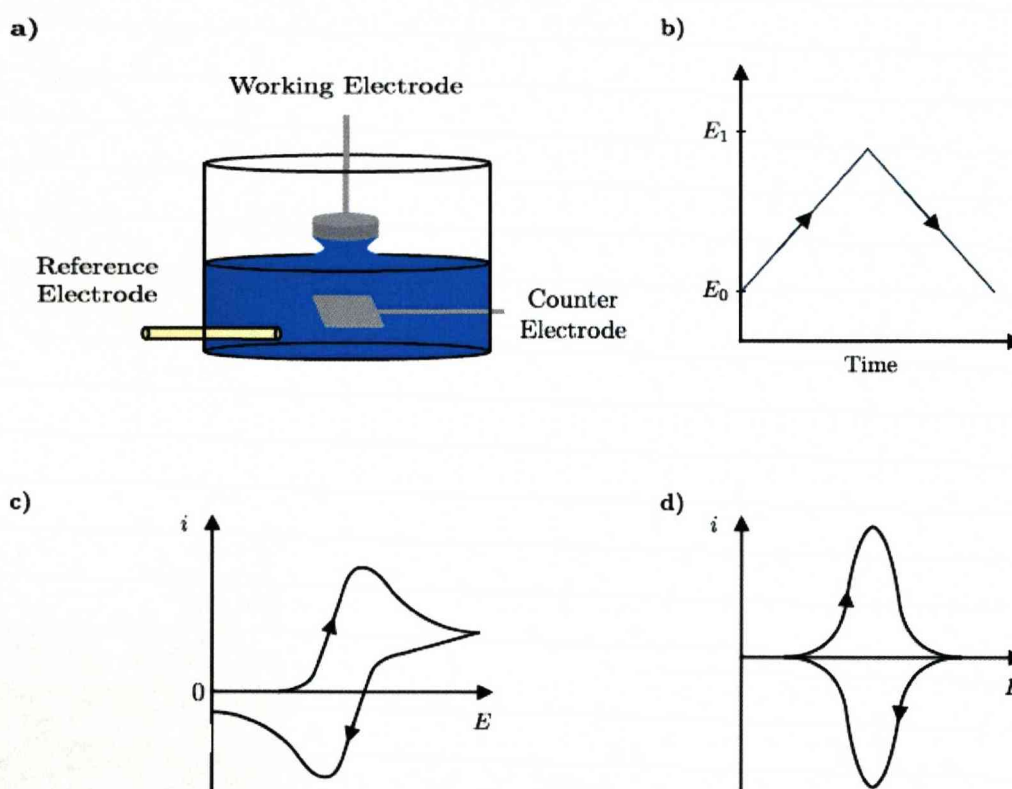 a)
Working Electrode
Reference
Electrode
Counter
Electrode
b)
E₁
E₀
Time
c)
i
0
E
d)
i